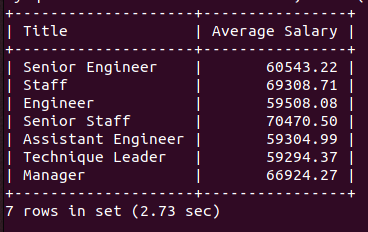 +--------------------+----------------+
| Title              | Average Salary |
+--------------------+----------------+
| Senior Engineer    |       60543.22 |
| Staff              |       69308.71 |
| Engineer           |       59508.08 |
| Senior Staff       |       70470.50 |
| Assistant Engineer |       59304.99 |
| Technique Leader   |       59294.37 |
| Manager            |       66924.27 |
+--------------------+----------------+
7 rows in set (2.73 sec)